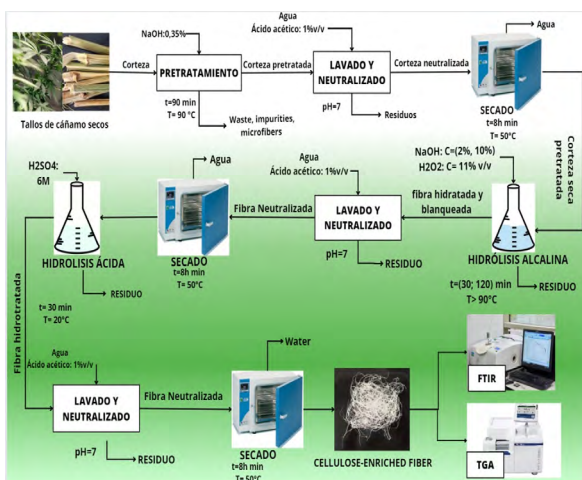 NaOH:0,35%
Agua
Ácido acético: 1%v/v
Agua
Corteza
PRETRATAMIENTO
Corteza pretratada
LAVADO Y
NEUTRALIZADO
Corteza neutralizada
Tallos de cáñamo secos
t=90 min
T= 90 °C
Waste, impurities,
microfibers
pH=7
Residuos
SECADO
t=8h min
T= 50°C
Corteza seca
pretratada
H2SO4:
6M
Agua
Agua
Ácido acético: 1%v/v
NaOH: C=(2%, 10%)
H2O2: C= 11% v/v
Fibra Neutralizada
LAVADO Y
NEUTRALIZADO
fibra hidratada y
blanqueada
HIDROLISIS ÁCIDA
SECADO
t=8h min
T= 50°C
pH=7
RESIDUO
HIDRÓLISIS ALCALINA
RESIDUO
t=(30; 120) min
T> 90°C
RESIDUO
t= 30 min
T= 20°C
Fibra hidrotratada
Agua
Ácido acético: 1%v/v
LAVADO Y
NEUTRALIZADO
Fibra Neutralizada
Water
pH=7
RESIDUO
SECADO
t=8h min
T= 50°C
CELLULOSE-ENRICHED FIBER
FTIR
TGA